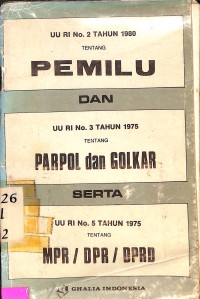 UU RI No. 2 TAHUN 1980
TENTANG
PEMILU
DAN
UU RI No. 3 TAHUN 1975
TENTANG
PARPOL dan GOLKAR
26
1
2
SERTA
UU RI No. 5 TAHUN 1975
TENTANG
MPR / DPR / DPRD
GHALIA INDONESIA